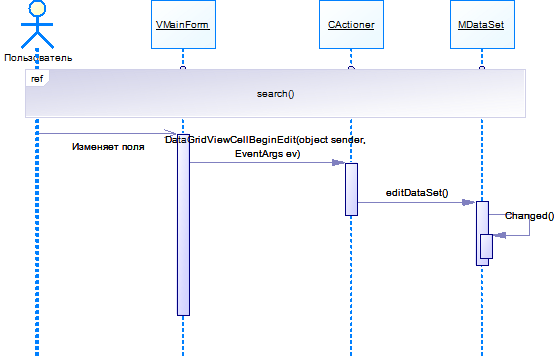 VMainForm
CActioner
MDataSet
Пользователь
ref
search()
Изменяет поля
DataGridViewCellBeginEdit(object sender,
EventArgs ev)
editDataSet()
Changed()